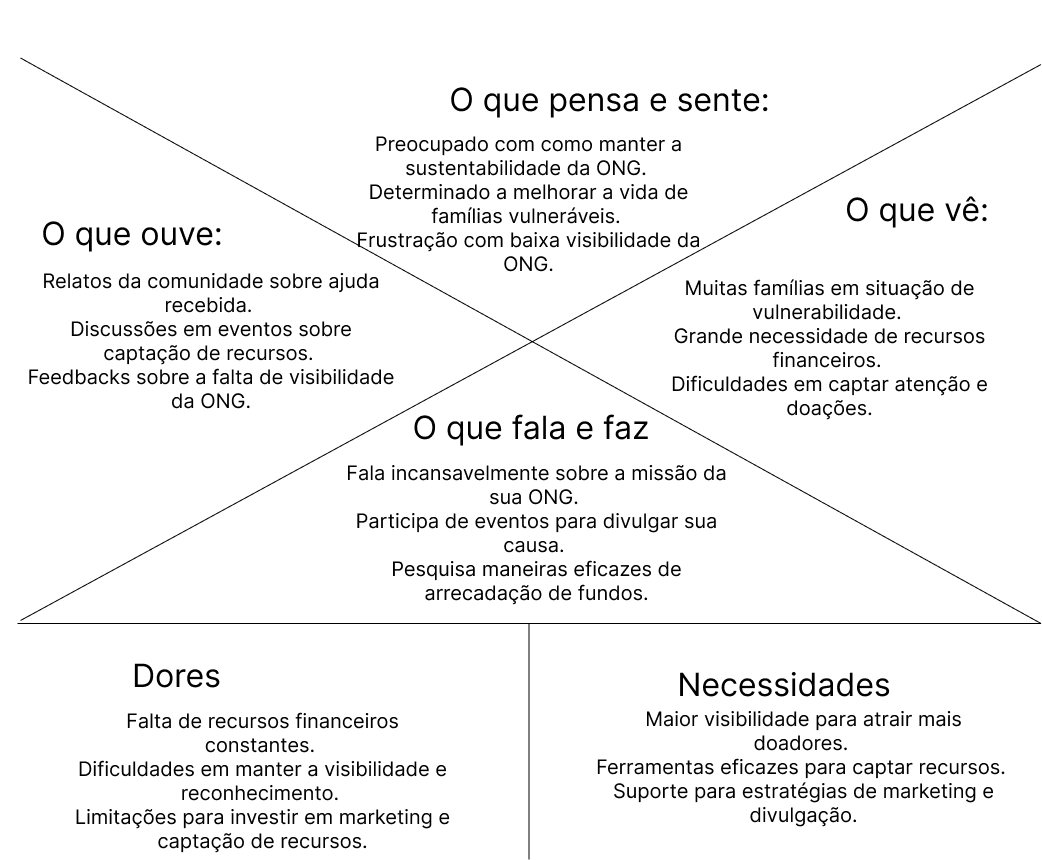 O que pensa e sente:
Preocupado com como manter a
sustentabilidade da ONG.
Determinado a melhorar a vida de
famílias vulneráveis.
Frustração com baixa visibilidade da
ONG.
O que ouve:
Relatos da comunidade sobre ajuda
recebida.
Discussões em eventos sobre
captação de recursos.
Feedbacks sobre a falta de visibilidade
da ONG.
O que vê:
Muitas famílias em situação de
vulnerabilidade.
Grande necessidade de recursos
financeiros.
Dificuldades em captar atenção e
doações.
O que fala e faz
Fala incansavelmente sobre a missão da
sua ONG.
Participa de eventos para divulgar sua
causa.
Pesquisa maneiras eficazes de
arrecadação de fundos.
Dores
Falta de recursos financeiros
constantes.
Dificuldades em manter a visibilidade e
reconhecimento.
Limitações para investir em marketing e
captação de recursos.
Necessidades
Maior visibilidade para atrair mais
doadores.
Ferramentas eficazes para captar recursos.
Suporte para estratégias de marketing e
divulgação.